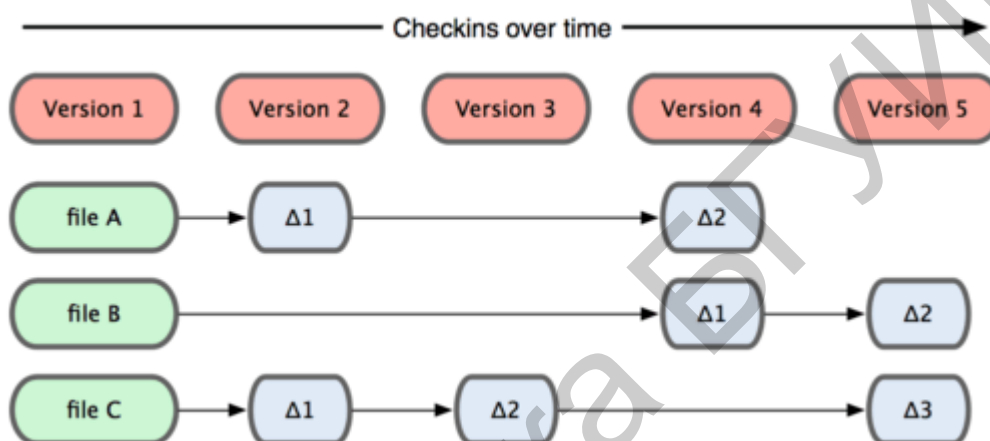 Checkins over time
Version 1 Version 2 Version 3 Version 4 Version 5
file A Δ1 Δ2
file B Δ1 Δ2
file C Δ1 Δ2 Δ3